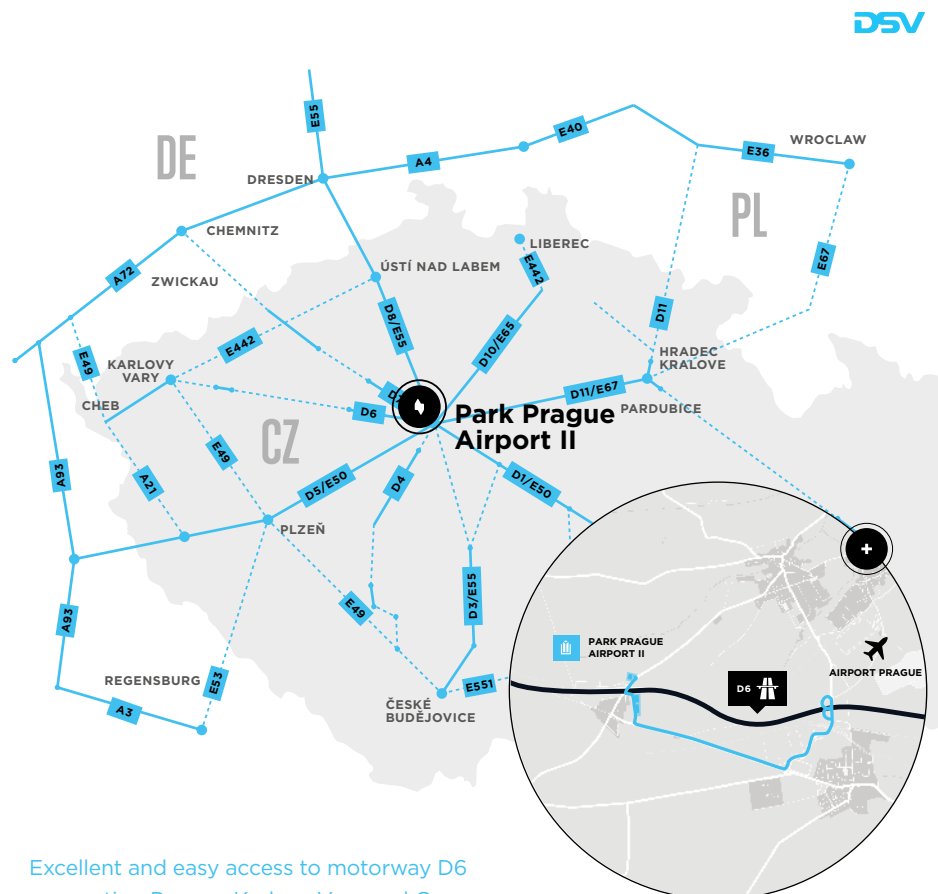 DSV
E55
DE
E40
WROCLAW
E36
A4
DRESDEN
PL
CHEMNITZ
LIBEREC
E67
E442
ÚSTÍ NAD LABEM
A72
ZWICKAU
D11
D8/E55
D10/E65
E442
E49
KARLOVY
VARY
HRADEC
KRALOVE
D11/E67
PARDUBICE
CHEB
D6
Park Prague
Airport II
CZ
E49
A93
A21
D5/E50
D4
D1/E50
PLZEŇ
D3/E55
E49
A93
REGENSBURG
E53
A3
E551
ČESKÉ
BUDĚJOVICE
PARK PRAGUE
AIRPORT II
AIRPORT PRAGUE
D6
Excellent and easy access to motorway D6